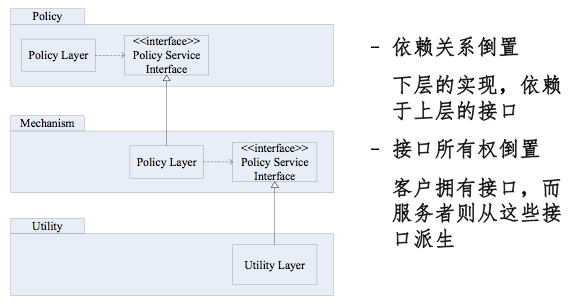 Policy
Policy Layer
<<interface>>
Policy Service
Interface
Mechanism
Policy Layer
<<interface>>
Policy Service
Interface
Utility
Utility Layer
- 依赖关系倒置
下层的实现，依赖
于上层的接口
- 接口所有权倒置
客户拥有接口，而
服务者则从这些接
口派生